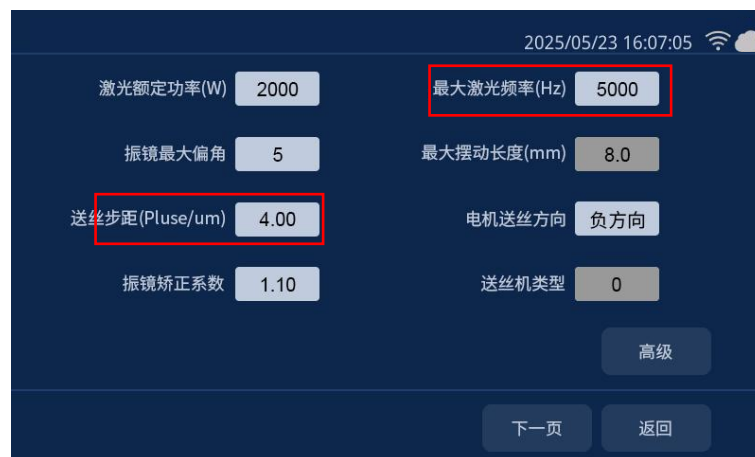 2025/05/23 16:07:05
激光额定功率(W) 2000 最大激光频率(Hz) 5000
振镜最大偏角 5 最大摆动长度(mm) 8.0
送丝步距(Pluse/um) 4.00 电机送丝方向 负方向
振镜矫正系数 1.10 送丝机类型 0
高级
下一页 返回